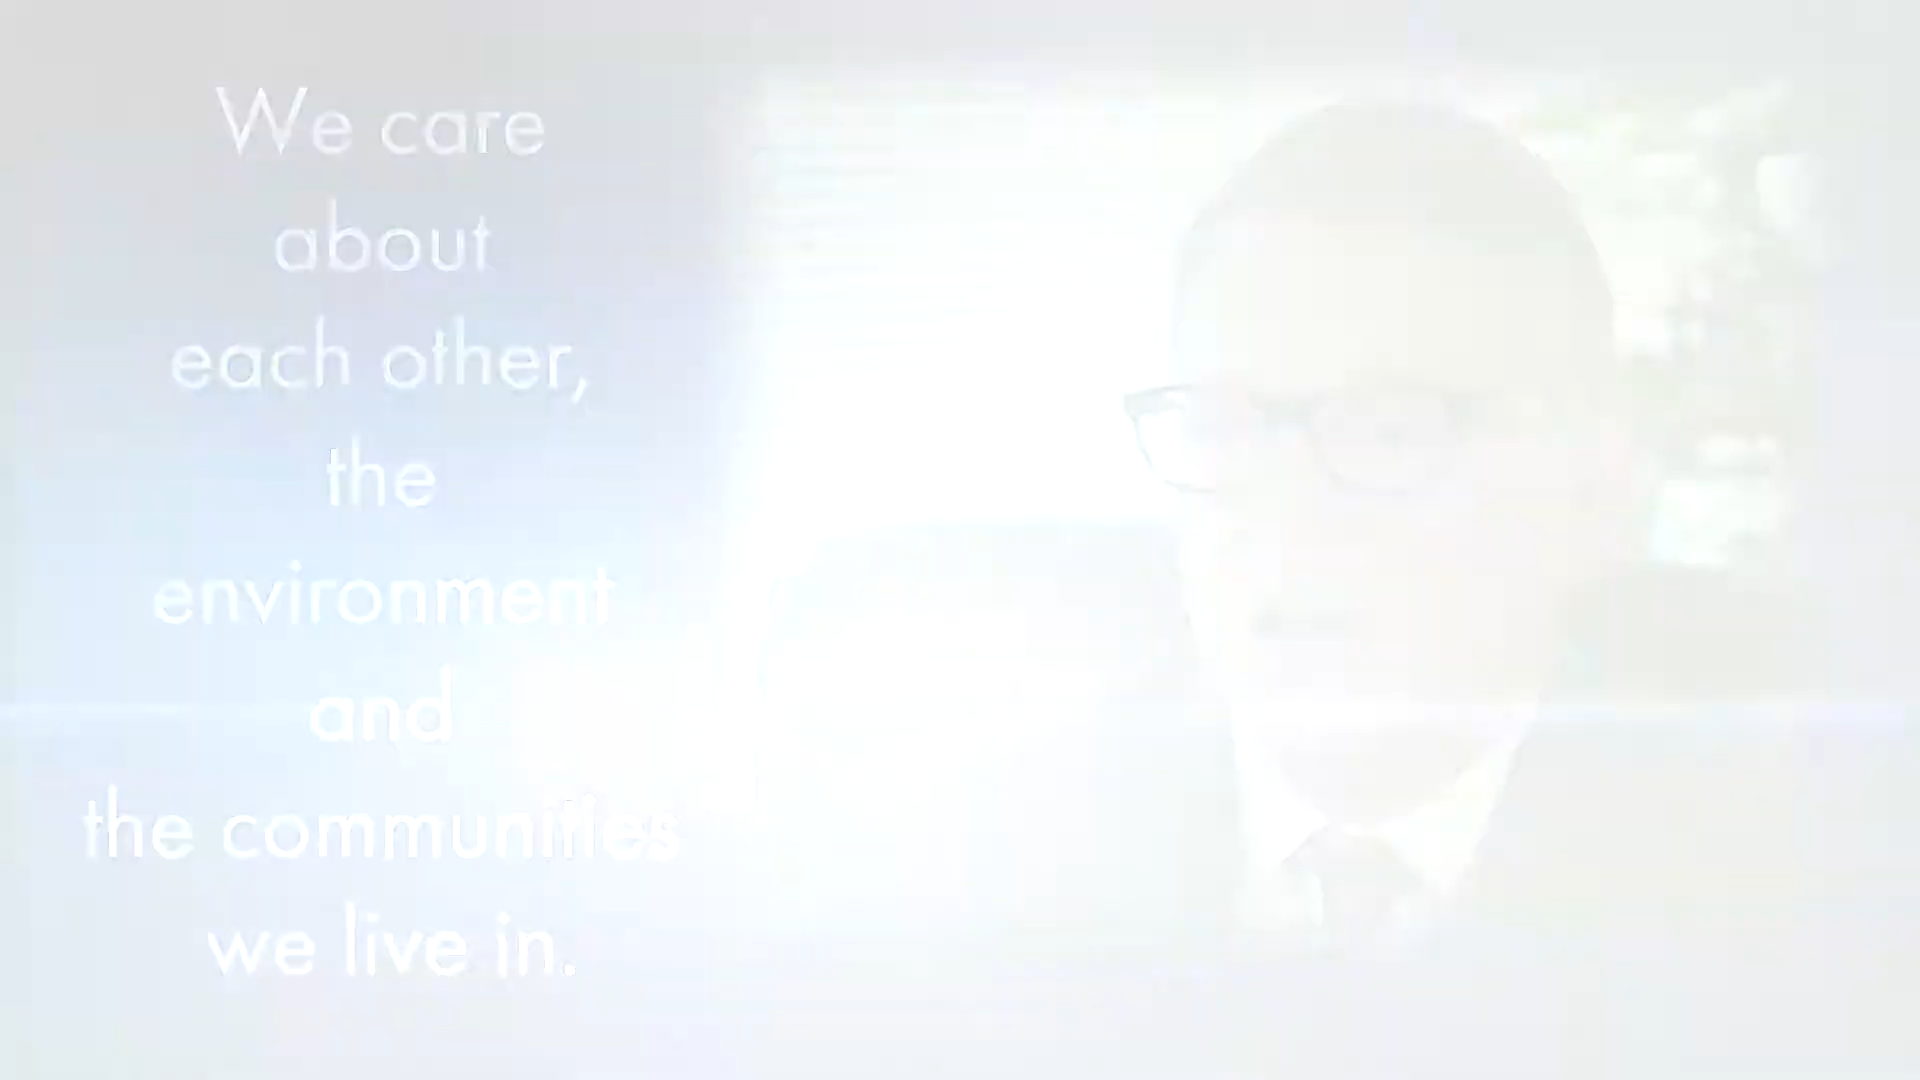 We care
about
each other,
the
environment
and
the communities
we live in.